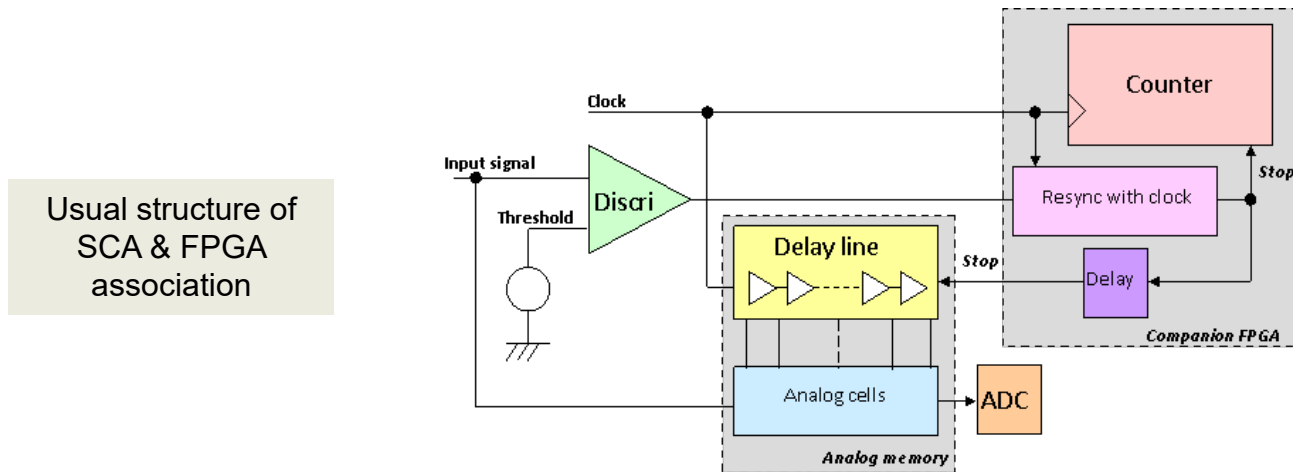 Usual structure of
SCA & FPGA
association
Clock
Input signal
Threshold
Discri
Counter
Stop
Resync with clock
Delay line
Stop
Delay
Companion FPGA
Analog cells
ADC
Analog memory